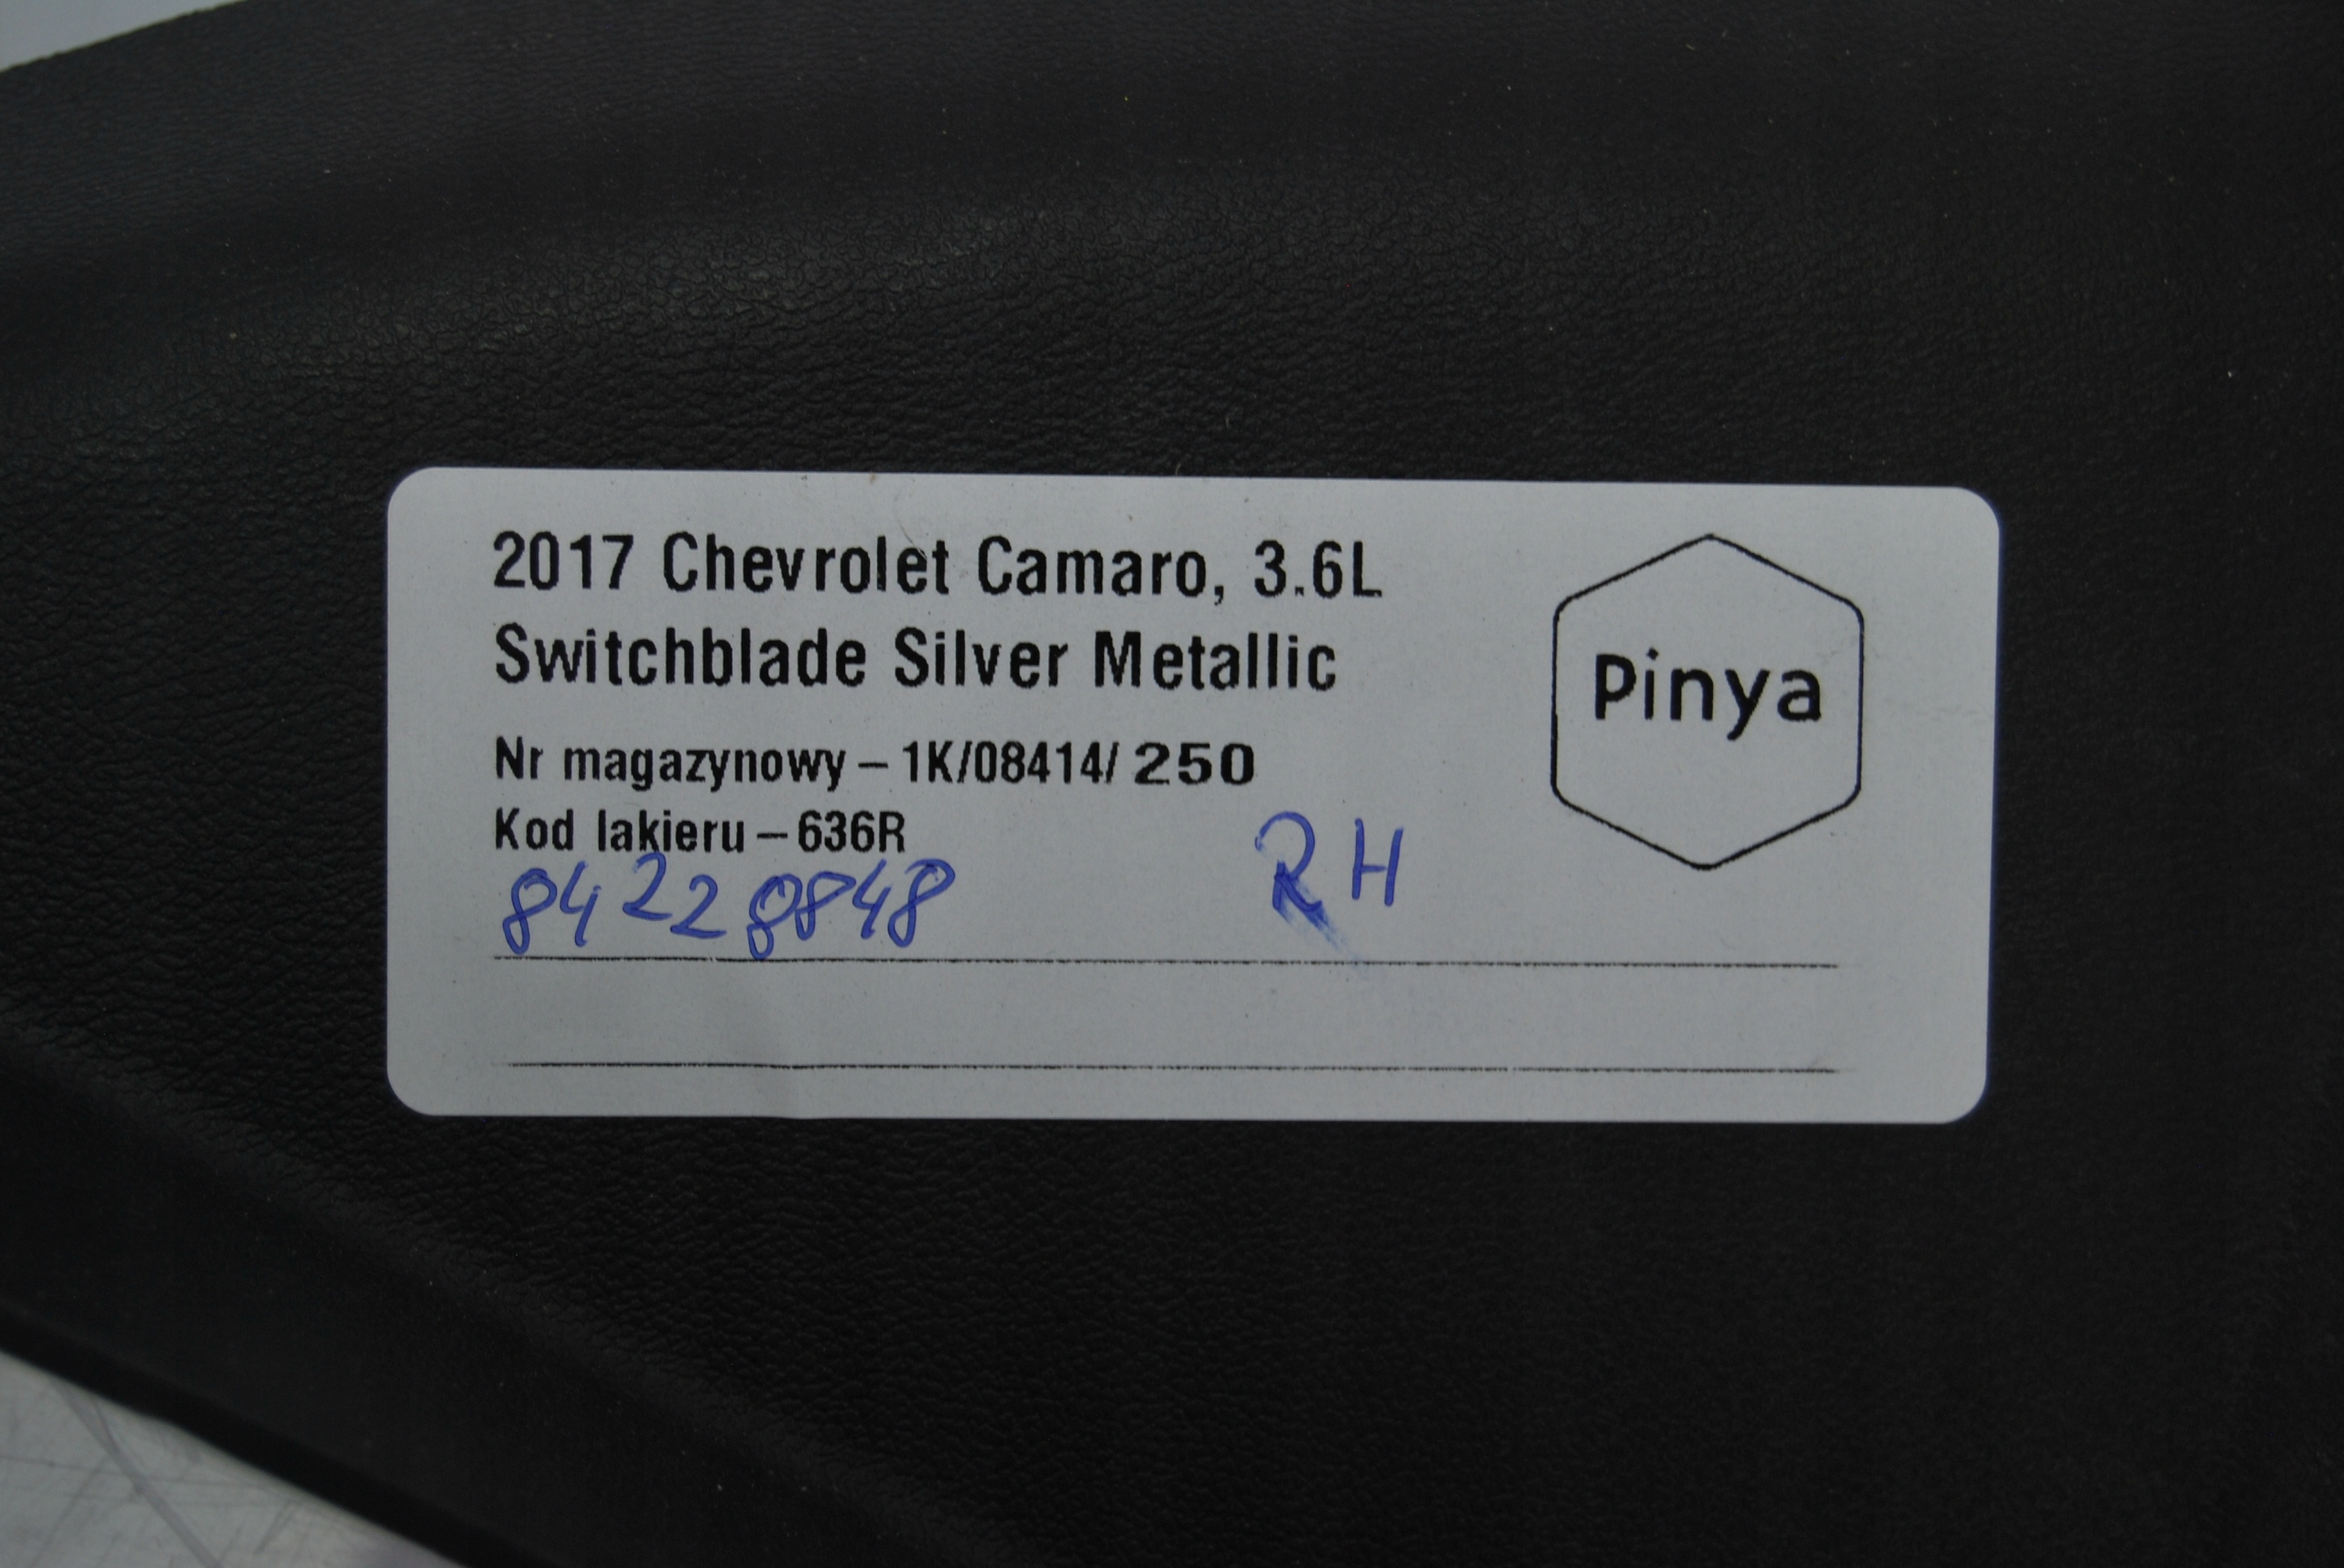 2017 Chevrolet Camaro, 3.6L
Switchblade Silver Metallic
Pinya
Nr magazynowy – 1K/08414/ 250
Kod lakieru – 636R
84228848 RH